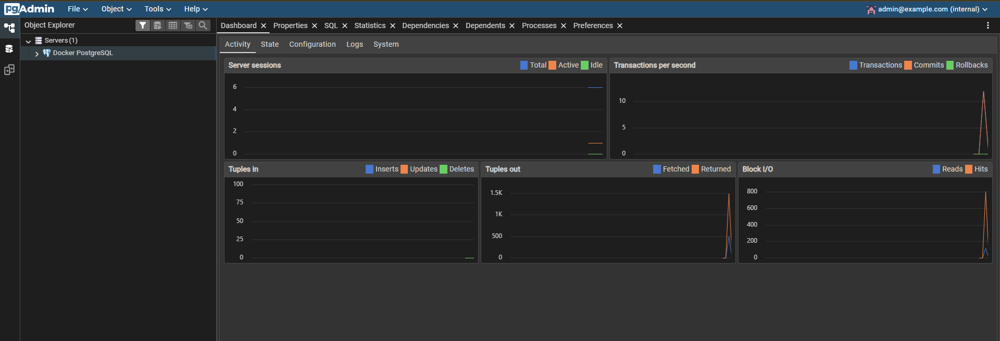 pgAdmin File Object Tools Help admin@example.com (internal)
Object Explorer
Dashboard Properties SQL Statistics Dependencies Dependents Processes Preferences
Servers (1)
Docker PostgreSQL
Activity State Configuration Logs System
Server sessions Total Active Idle
6
4
2
0
Transactions per second Transactions Commits Rollbacks
10
5
0
Tuples in Inserts Updates Deletes
100
75
50
25
0
Tuples out Fetched Returned
1.5K
1K
500
0
Block I/O Reads Hits
800
600
400
200
0